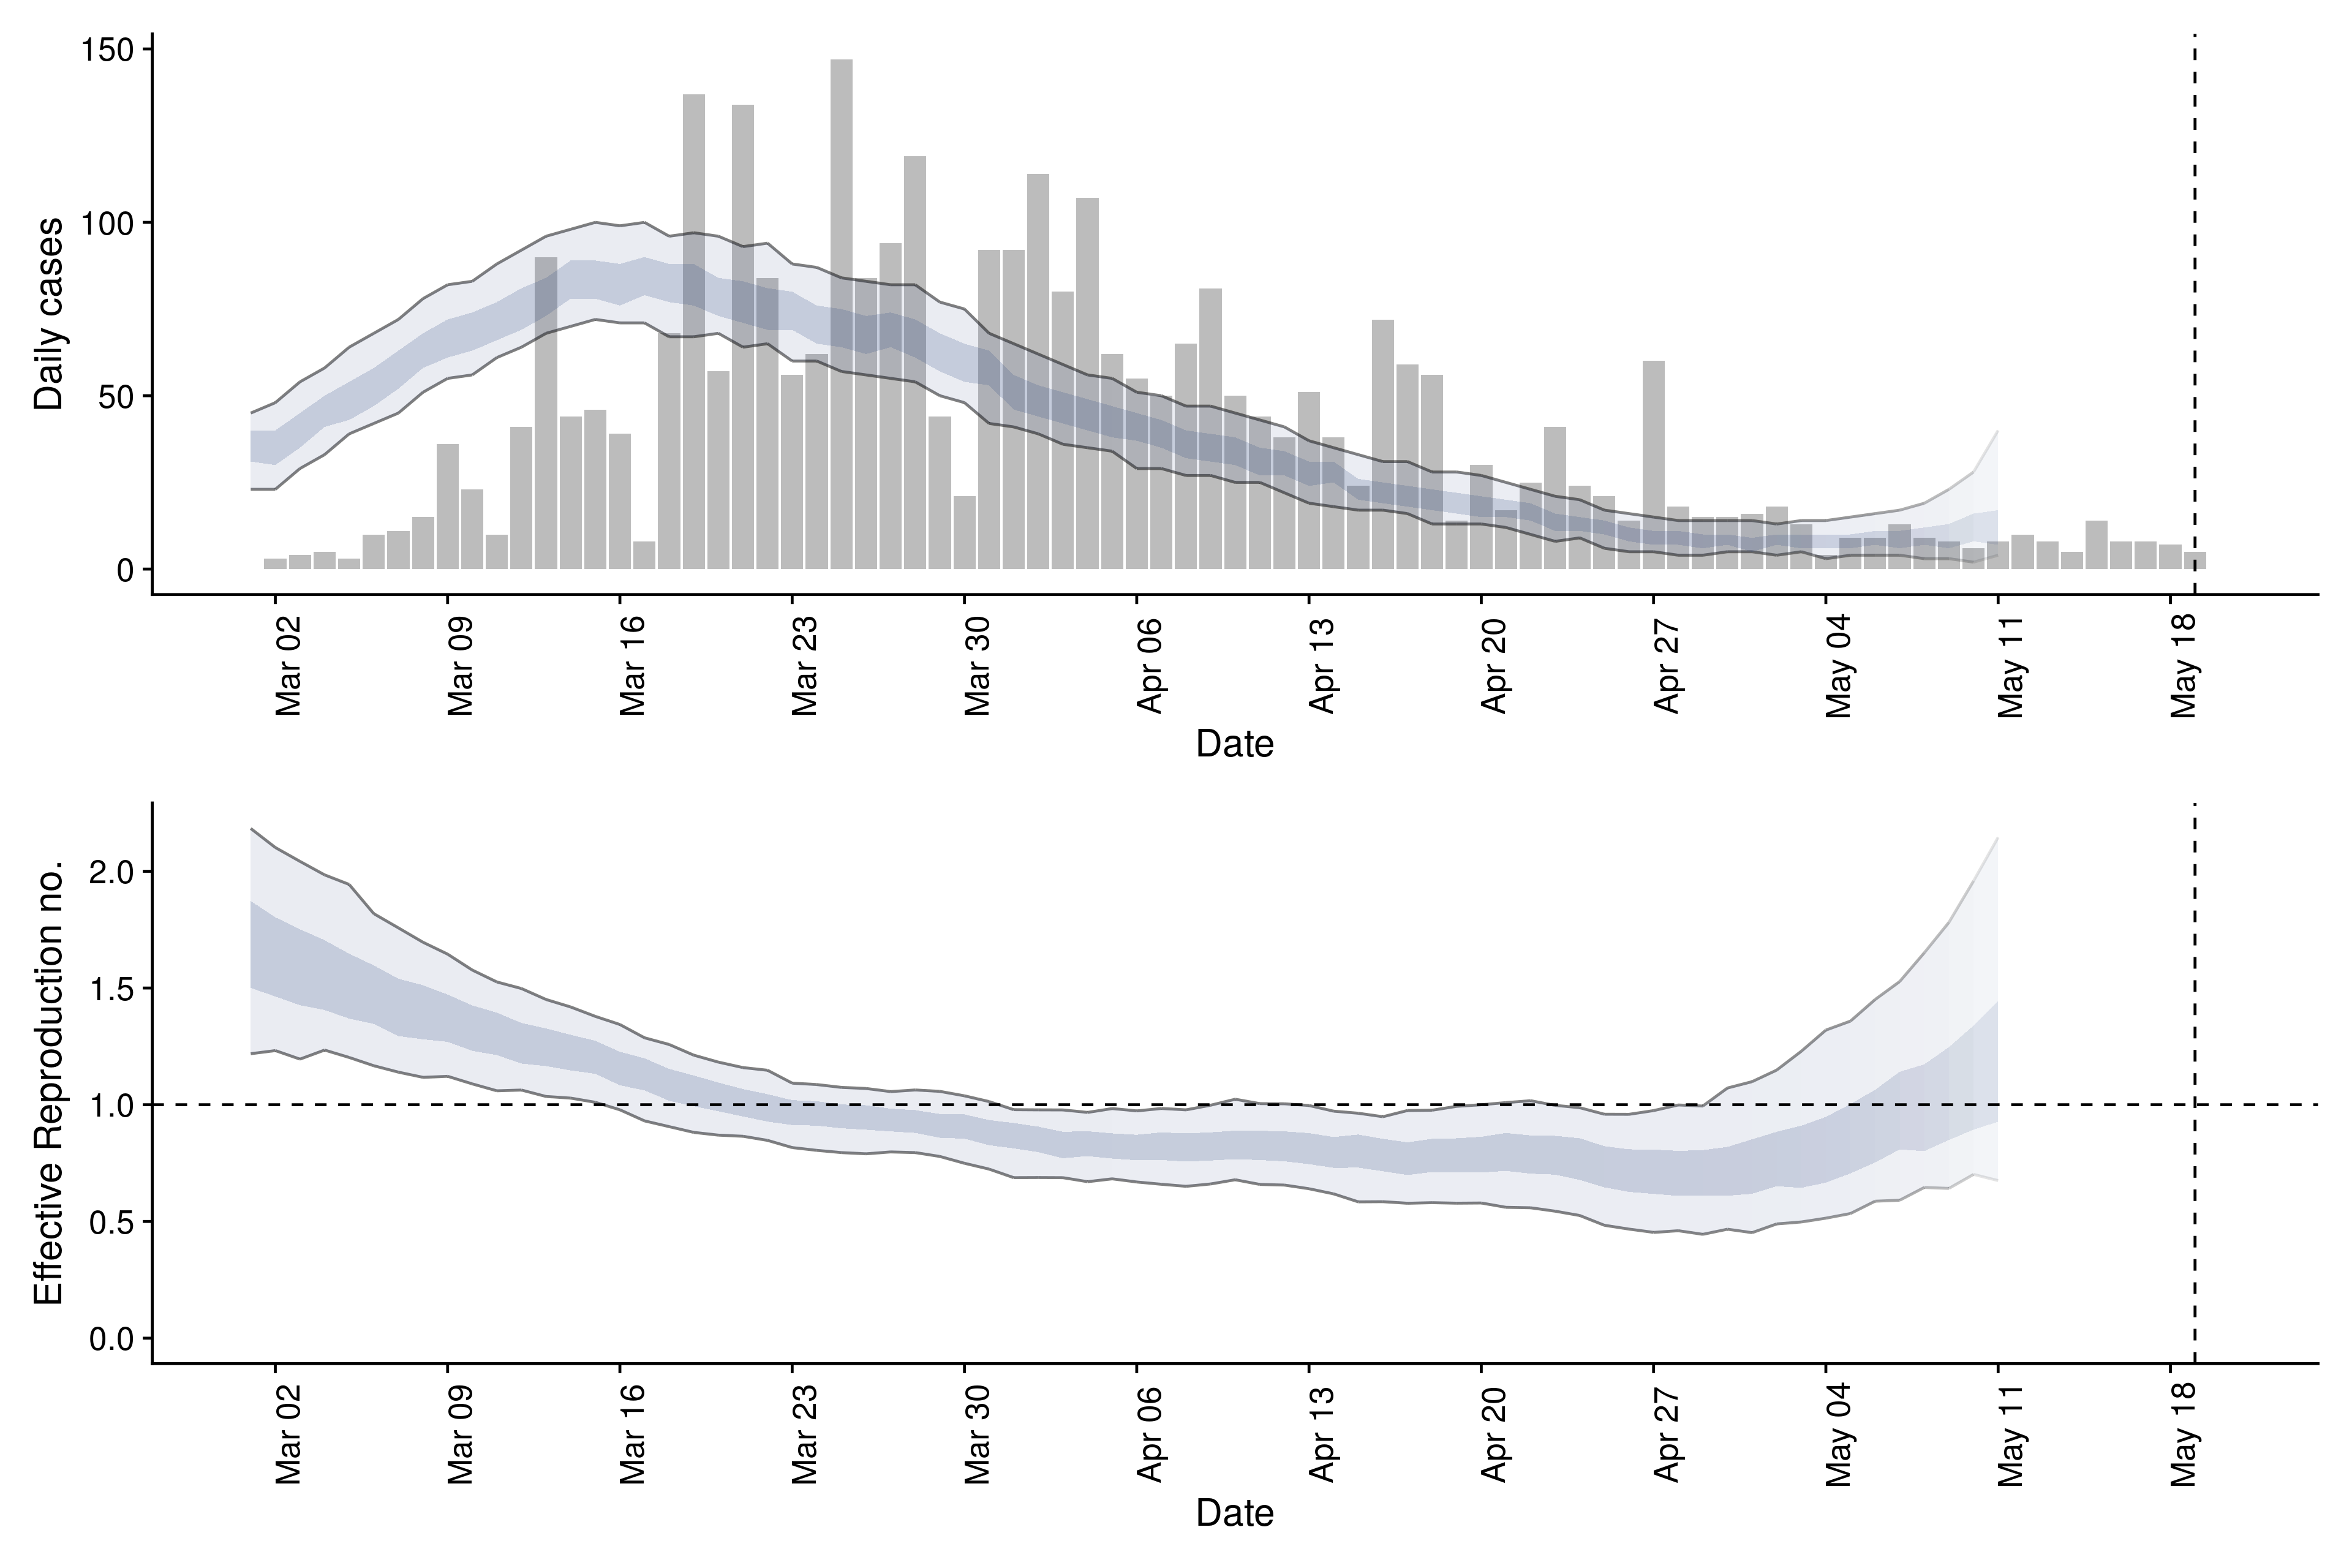 Daily cases
150
100
50
0
Mar 02
Mar 09
Mar 16
Mar 23
Mar 30
Apr 06
Apr 13
Apr 20
Apr 27
May 04
May 11
May 18
Date
Effective Reproduction no.
2.0
1.5
1.0
0.5
0.0
Mar 02
Mar 09
Mar 16
Mar 23
Mar 30
Apr 06
Apr 13
Apr 20
Apr 27
May 04
May 11
May 18
Date